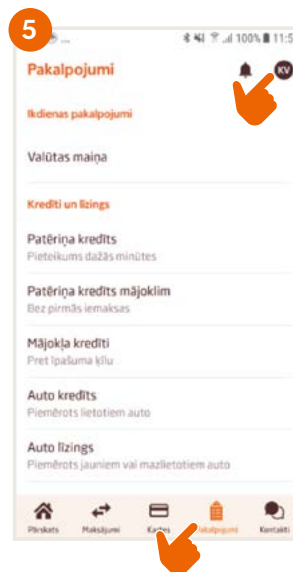 5
... 100% 11:5
Pakalpojumi KV
Ikdienas pakalpojumi
Valūtas maiņa
Kredīti un līzings
Patēriņa kredīts
Pieteikums dažās minūtēs
Patēriņa kredīts mājoklim
Bez pirmās iemaksas
Mājokļa kredīti
Pret īpašuma ķīlu
Auto kredīts
Piemērots lietotiem auto
Auto līzings
Piemērots jauniem vai mazlietotiem auto
Pārskats Maksājumi Kartes Pakalpojumi Kontakti